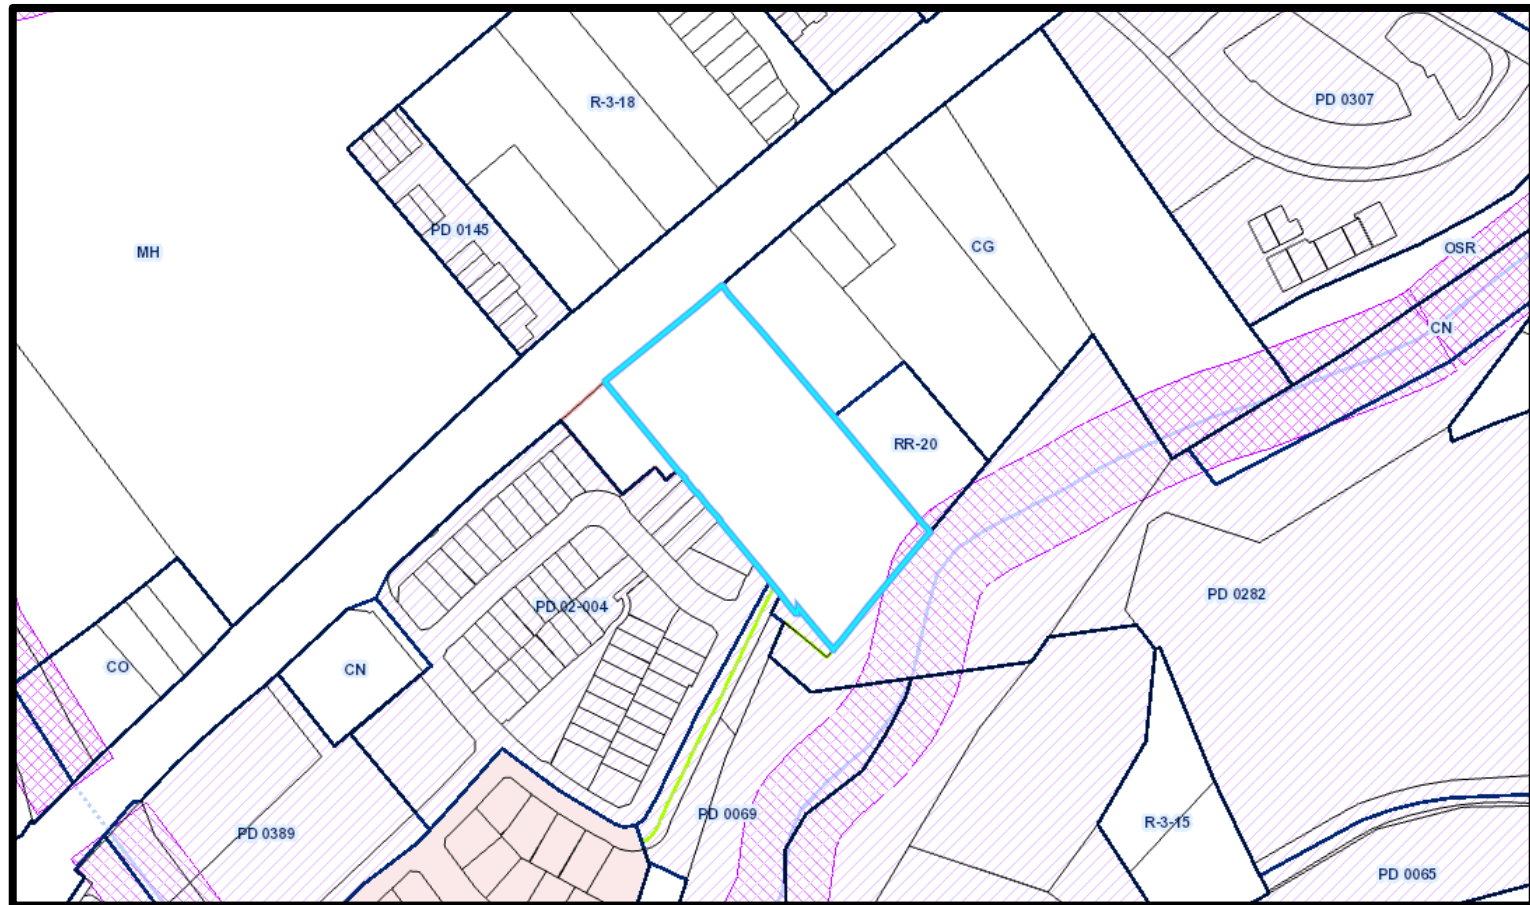 R-3-18
PD 0307
PD 0145
MH
CG
OSR
CN
RR-20
PD 0282
PD 02-004
CO
CN
PD 0069
R-3-15
PD 0389
PD 0065